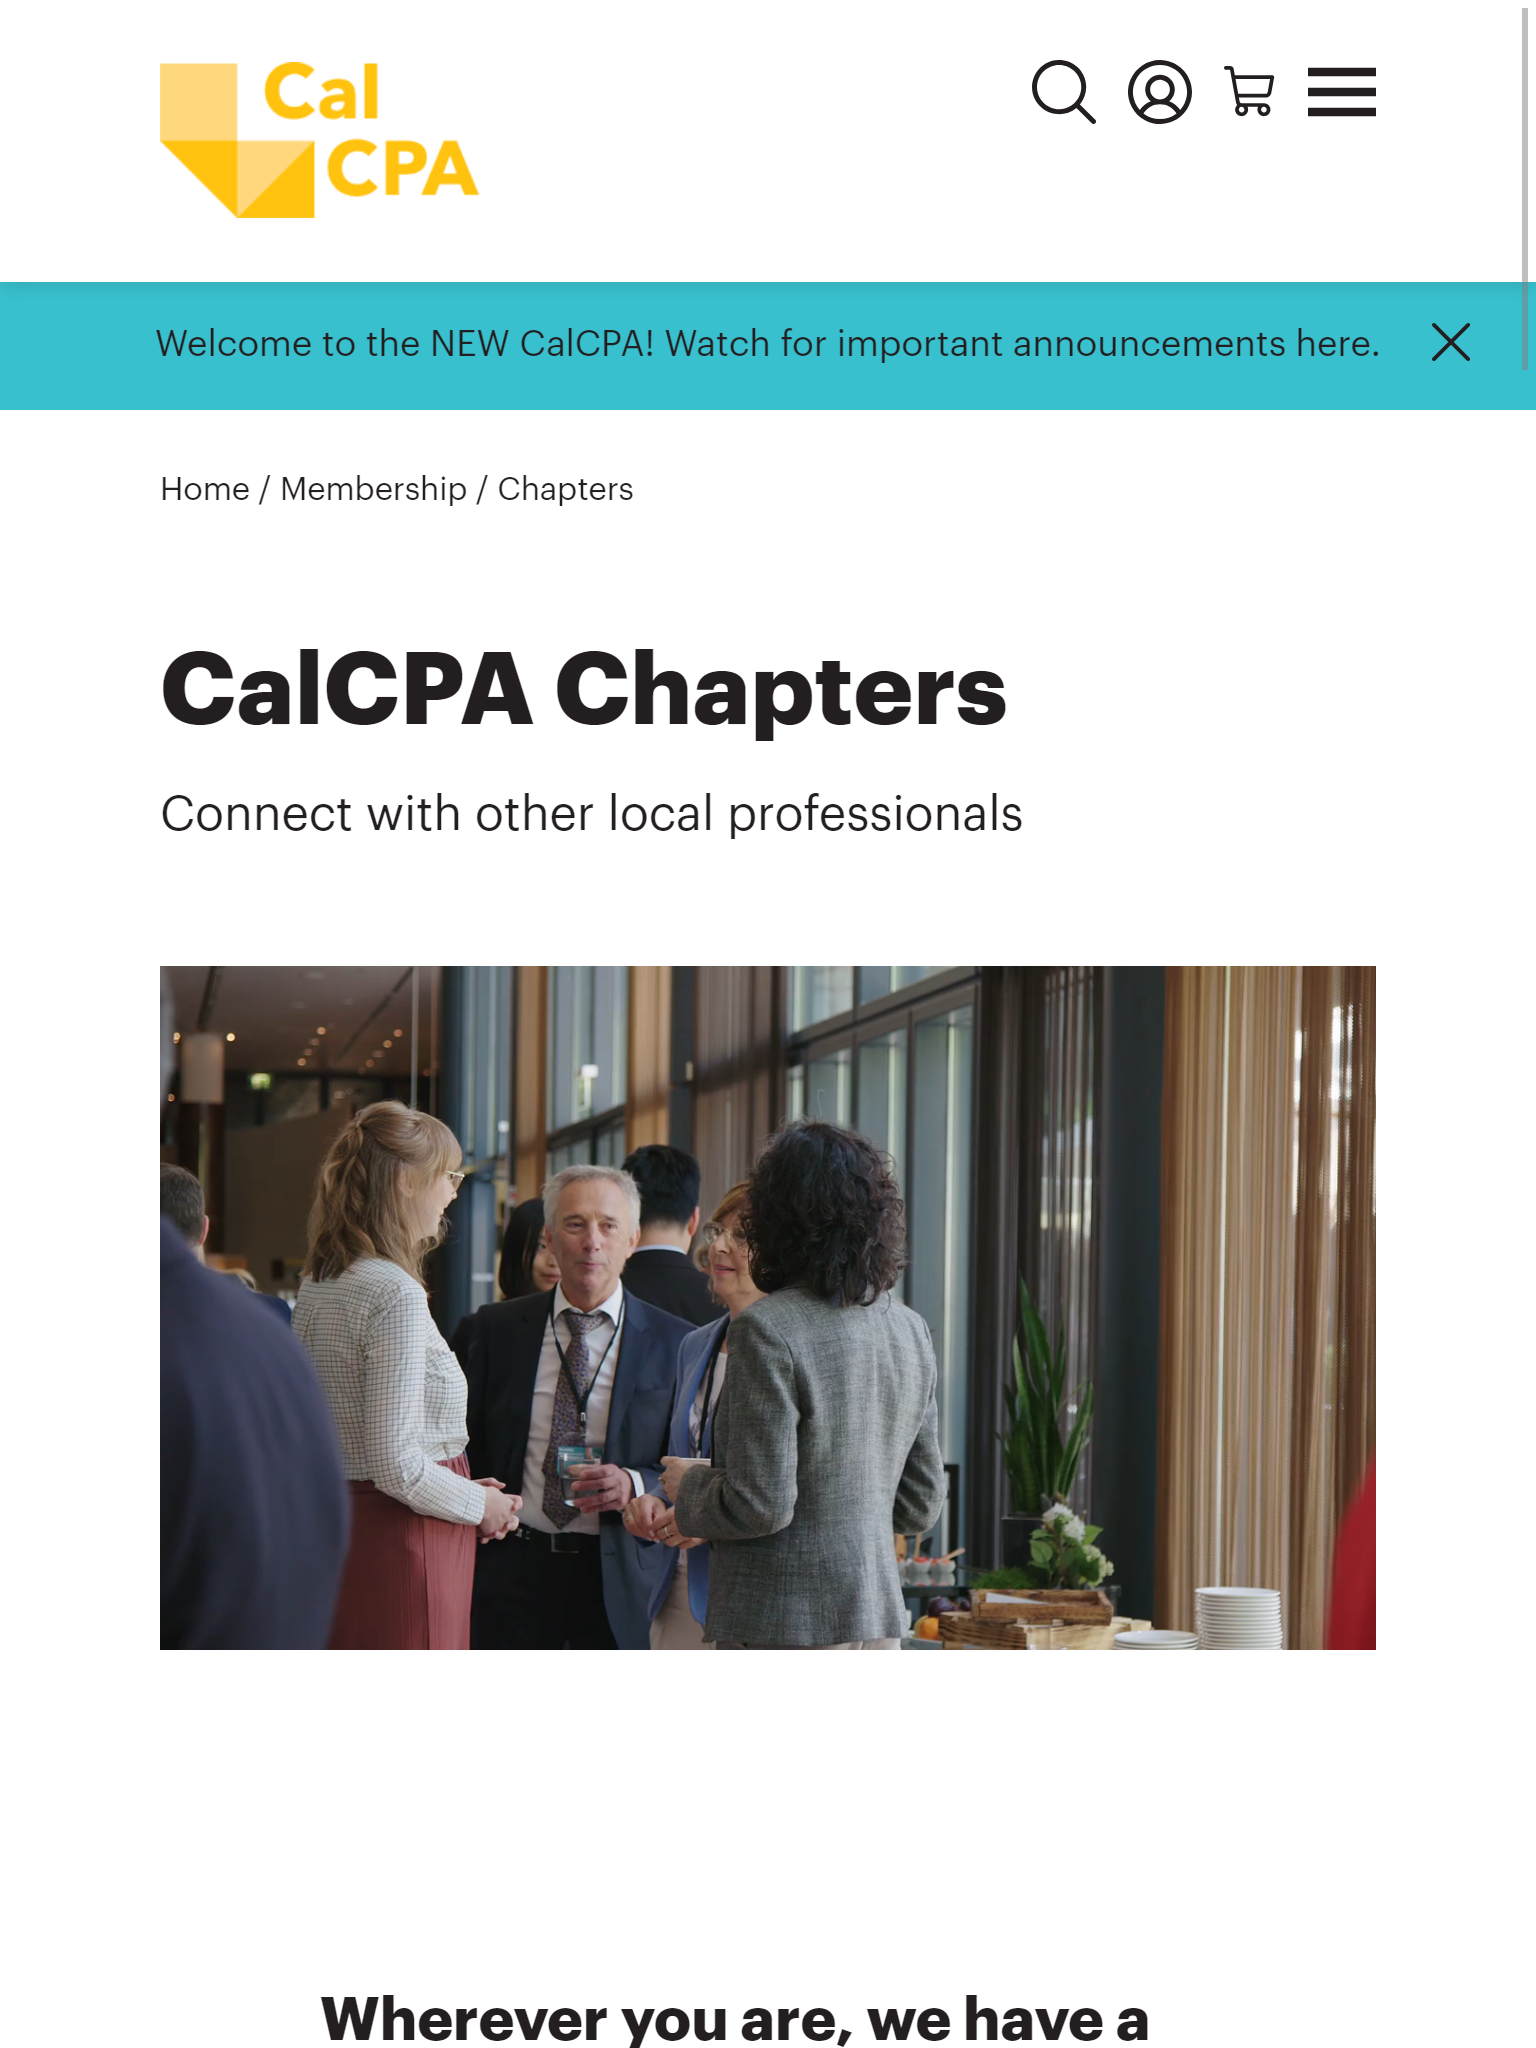 Cal
CPA
Welcome to the NEW CalCPA! Watch for important announcements here.
Home / Membership / Chapters
CalCPA Chapters
Connect with other local professionals
Wherever you are, we have a